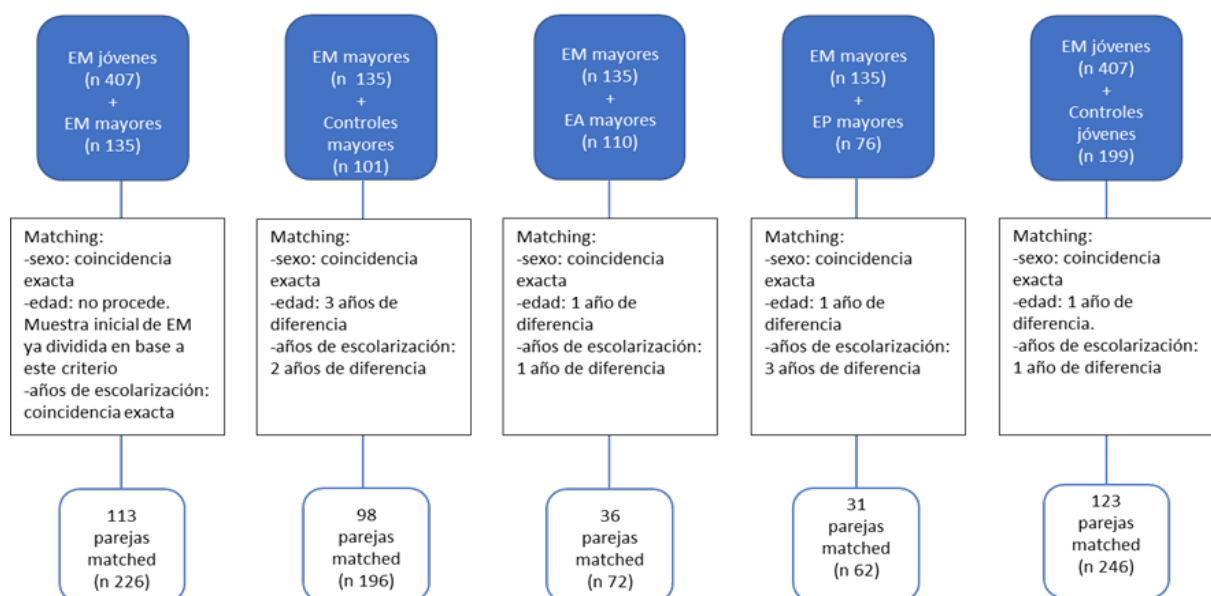 EM jóvenes
(n 407)
+
EM mayores
(n 135)
EM mayores
(n 135)
+
Controles
mayores
(n 101)
EM mayores
(n 135)
+
EA mayores
(n 110)
EM mayores
(n 135)
+
EP mayores
(n 76)
EM jóvenes
(n 407)
+
Controles
jóvenes
(n 199)
Matching:
-sexo: coincidencia
exacta
-edad: no procede.
Muestra inicial de EM
ya dividida en base a
este criterio
-años de escolarización:
coincidencia exacta
Matching:
-sexo: coincidencia
exacta
-edad: 3 años de
diferencia
-años de escolarización:
2 años de diferencia
Matching:
-sexo: coincidencia
exacta
-edad: 1 año de
diferencia
-años de escolarización:
1 año de diferencia
Matching:
-sexo: coincidencia
exacta
-edad: 1 año de
diferencia
-años de escolarización:
3 años de diferencia
Matching:
-sexo: coincidencia
exacta
-edad: 1 año de
diferencia.
-años de escolarización:
1 año de diferencia
113
parejas
matched
(n 226)
98
parejas
matched
(n 196)
36
parejas
matched
(n 72)
31
parejas
matched
(n 62)
123
parejas
matched
(n 246)